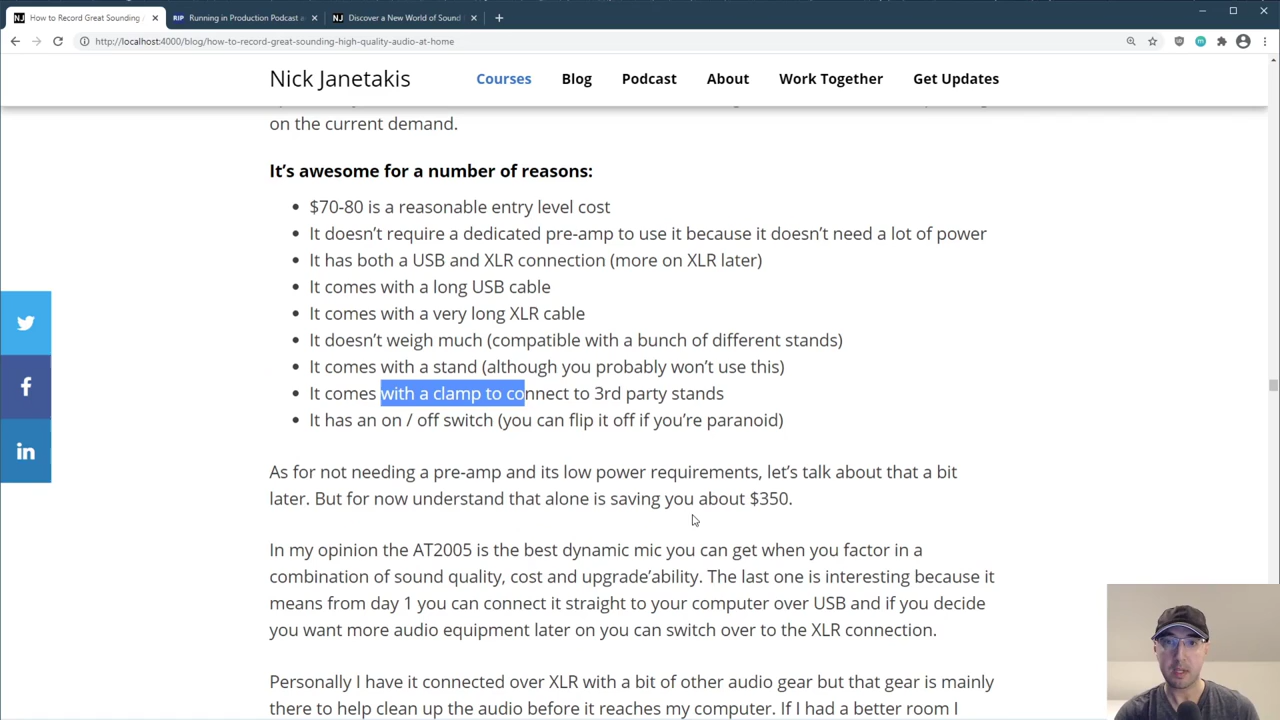 How to Record Great Sounding
Running in Production Podcast a
Discover a New World of Sound
http://localhost:4000/blog/how-to-record-great-sounding-high-quality-audio-at-home
Nick Janetakis
Courses
Blog
Podcast
About
Work Together
Get Updates
on the current demand.
It’s awesome for a number of reasons:
$70-80 is a reasonable entry level cost
It doesn’t require a dedicated pre-amp to use it because it doesn’t need a lot of power
It has both a USB and XLR connection (more on XLR later)
It comes with a long USB cable
It comes with a very long XLR cable
It doesn’t weigh much (compatible with a bunch of different stands)
It comes with a stand (although you probably won’t use this)
It comes with a clamp to connect to 3rd party stands
It has an on / off switch (you can flip it off if you’re paranoid)
As for not needing a pre-amp and its low power requirements, let’s talk about that a bit
later. But for now understand that alone is saving you about $350.
In my opinion the AT2005 is the best dynamic mic you can get when you factor in a
combination of sound quality, cost and upgrade’ability. The last one is interesting because it
means from day 1 you can connect it straight to your computer over USB and if you decide
you want more audio equipment later on you can switch over to the XLR connection.
Personally I have it connected over XLR with a bit of other audio gear but that gear is mainly
there to help clean up the audio before it reaches my computer. If I had a better room I